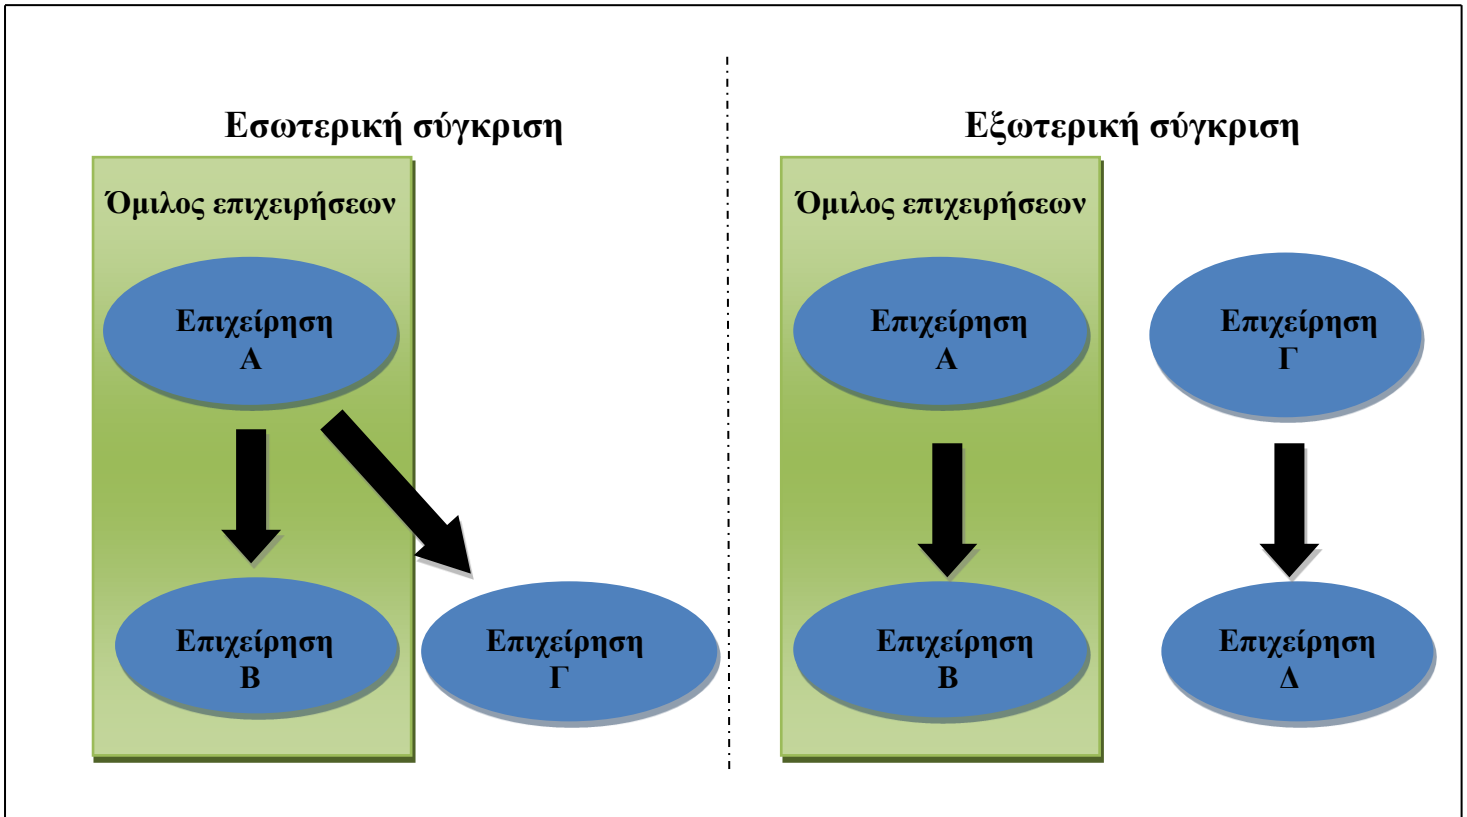 Εσωτερική σύγκριση
Όμιλος επιχειρήσεων
Επιχείρηση
Α
Επιχείρηση
Β
Επιχείρηση
Γ
Εξωτερική σύγκριση
Όμιλος επιχειρήσεων
Επιχείρηση
Α
Επιχείρηση
Γ
Επιχείρηση
Β
Επιχείρηση
Δ